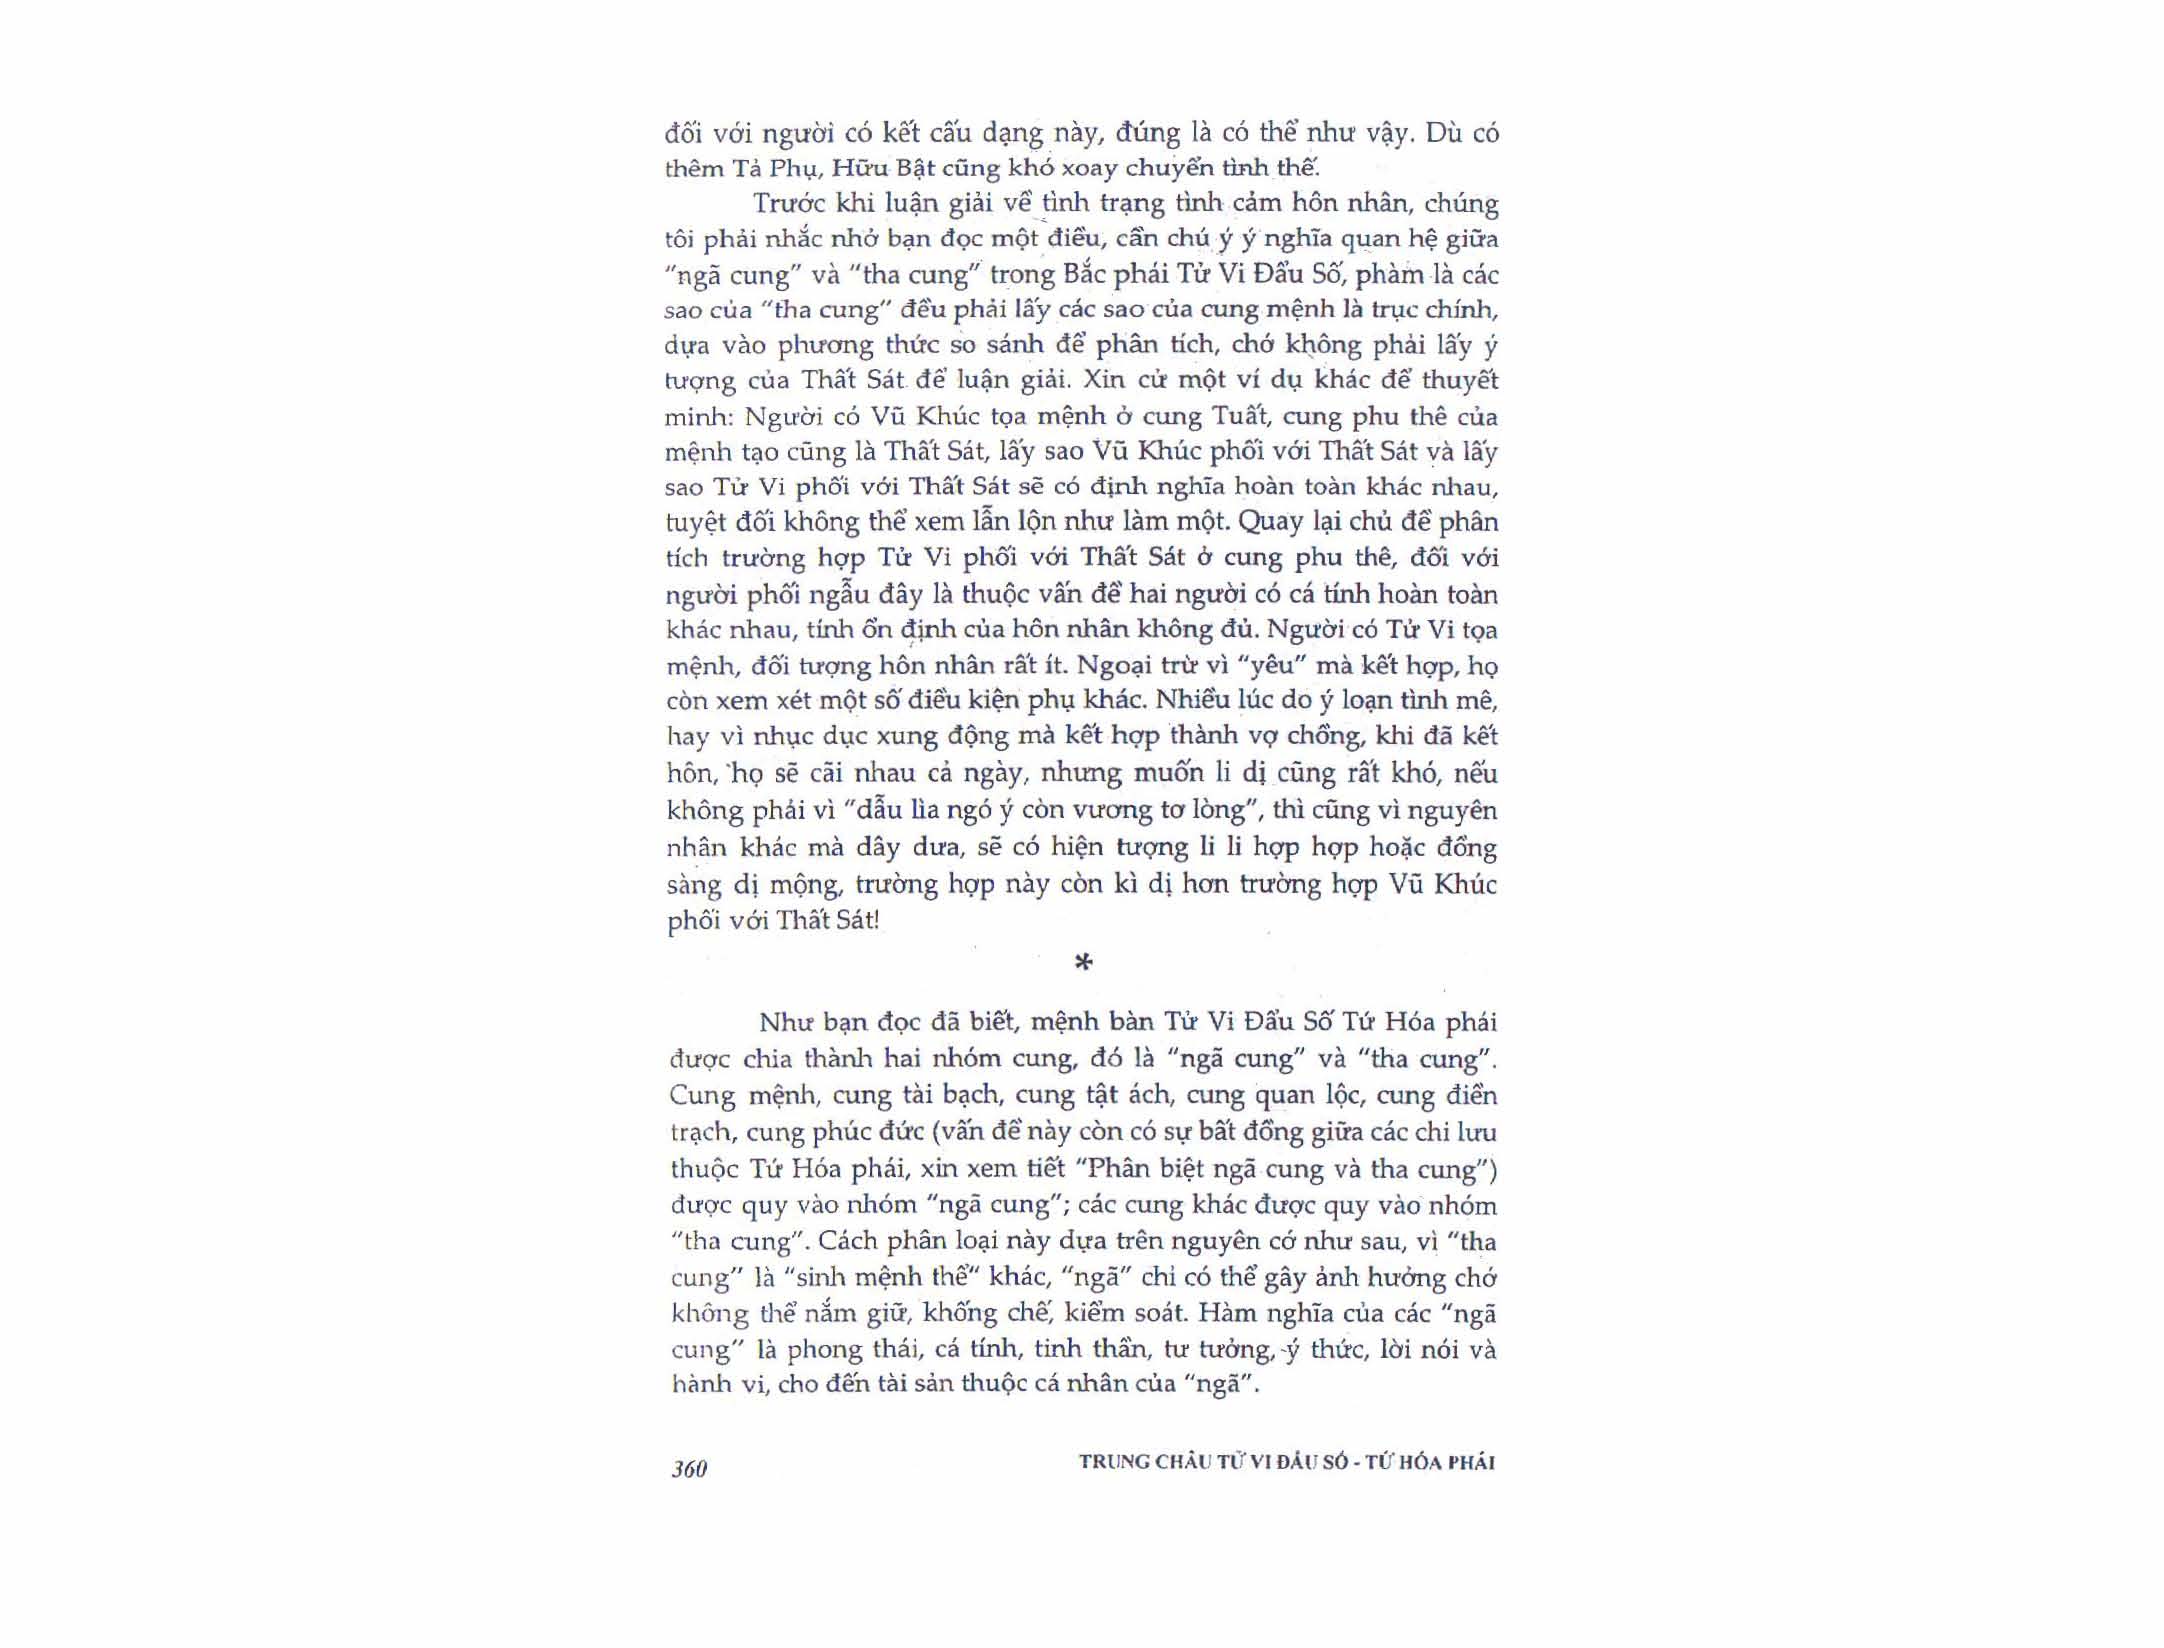 đối với người có kết cấu dạng này, đúng là có thể như vậy. Dù có
thêm Tả Phụ, Hữu Bật cũng khó xoay chuyển tình thế.
Trước khi luận giải về tình trạng tình cảm hôn nhân, chúng
tôi phải nhắc nhở bạn đọc một điều, cần chú ý ý nghĩa quan hệ giữa
"ngã cung" và "tha cung" trong Bắc phái Tử Vi Đẩu Số, phàm là các
sao của "tha cung" đều phải lấy các sao của cung mệnh là trục chính,
dựa vào phương thức so sánh để phân tích, chớ không phải lấy ý
tượng của Thất Sát để luận giải. Xin cử một ví dụ khác để thuyết
minh: Người có Vũ Khúc tọa mệnh ở cung Tuất, cung phu thê của
mệnh tạo cũng là Thất Sát, lấy sao Vũ Khúc phối với Thất Sát và lấy
sao Tử Vi phối với Thất Sát sẽ có định nghĩa hoàn toàn khác nhau,
tuyệt đối không thể xem lẫn lộn như làm một. Quay lại chủ đề phân
tích trường hợp Tử Vi phối với Thất Sát ở cung phu thê, đối với
người phối ngẫu đây là thuộc vấn đề hai người có cá tính hoàn toàn
khác nhau, tính ổn định của hôn nhân không đủ. Người có Tử Vi tọa
mệnh, đối tượng hôn nhân rất ít. Ngoại trừ vì "yêu" mà kết hợp, họ
còn xem xét một số điều kiện phụ khác. Nhiều lúc do ý loạn tình mê,
hay vì nhục dục xung động mà kết hợp thành vợ chồng, khi đã kết
hôn, họ sẽ cãi nhau cả ngày, nhưng muốn li dị cũng rất khó, nếu
không phải vì "dẫu lìa ngó ý còn vương tơ lòng", thì cũng vì nguyên
nhân khác mà dây dưa, sẽ có hiện tượng li li hợp hợp hoặc đồng
sàng dị mộng, trường hợp này còn kì dị hơn trường hợp Vũ Khúc
phối với Thất Sát!
*
Như bạn đọc đã biết, mệnh bàn Tử Vi Đẩu Số Tứ Hóa phái
được chia thành hai nhóm cung, đó là "ngã cung" và "tha cung".
Cung mệnh, cung tài bạch, cung tật ách, cung quan lộc, cung điền
trạch, cung phúc đức (vấn đề này còn có sự bất đồng giữa các chi lưu
thuộc Tứ Hóa phái, xin xem tiết "Phân biệt ngã cung và tha cung")
được quy vào nhóm "ngã cung"; các cung khác được quy vào nhóm
"tha cung". Cách phân loại này dựa trên nguyên cớ như sau, vì "tha
cung" là "sinh mệnh thể" khác, "ngã" chỉ có thể gây ảnh hưởng chớ
không thể nắm giữ, khống chế, kiểm soát. Hàm nghĩa của các "ngã
cung" là phong thái, cá tính, tinh thần, tư tưởng, ý thức, lời nói và
hành vi, cho đến tài sản thuộc cá nhân của "ngã".
360
TRUNG CHÂU TỬ VI ĐẨU SỐ - TỨ HÓA PHÁI